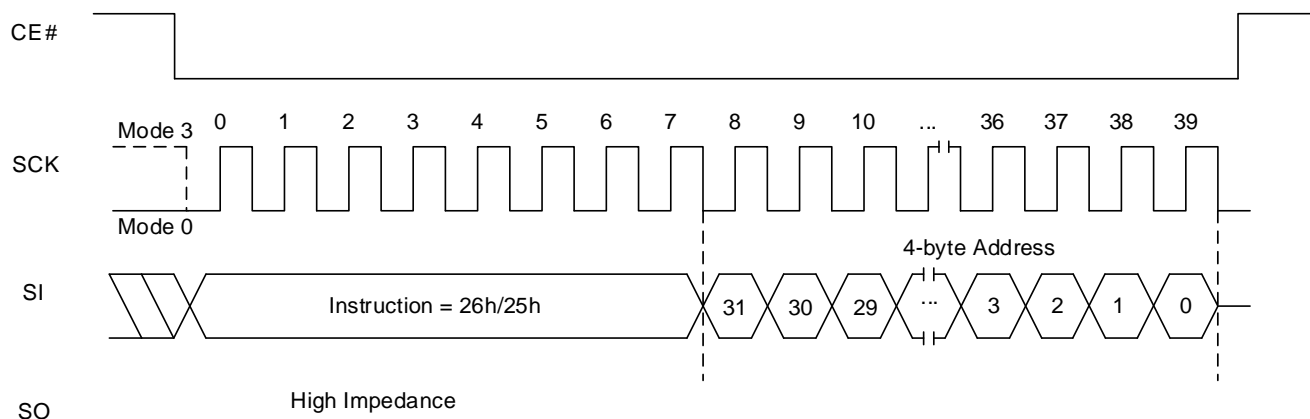 CE#
0 1 2 3 4 5 6 7 8 9 10 ... 36 37 38 39
Mode 3
SCK
Mode 0
4-byte Address
SI
Instruction = 26h/25h 31 30 29 ... 3 2 1 0
High Impedance
SO